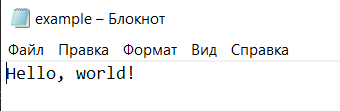 example – Блокнот
Файл Правка Формат Вид Справка
Hello, world!